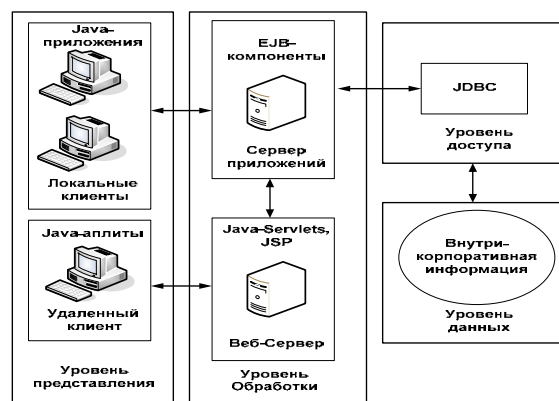 Java-
приложения
Локальные
клиенты
Java-аплиты
Удаленный
клиент
Уровень
представления
EJB-
компоненты
Сервер
приложений
Java-Servlets,
JSP
Веб-Сервер
Уровень
Обработки
JDBC
Уровень
доступа
Внутри-
корпоративная
информация
Уровень
данных